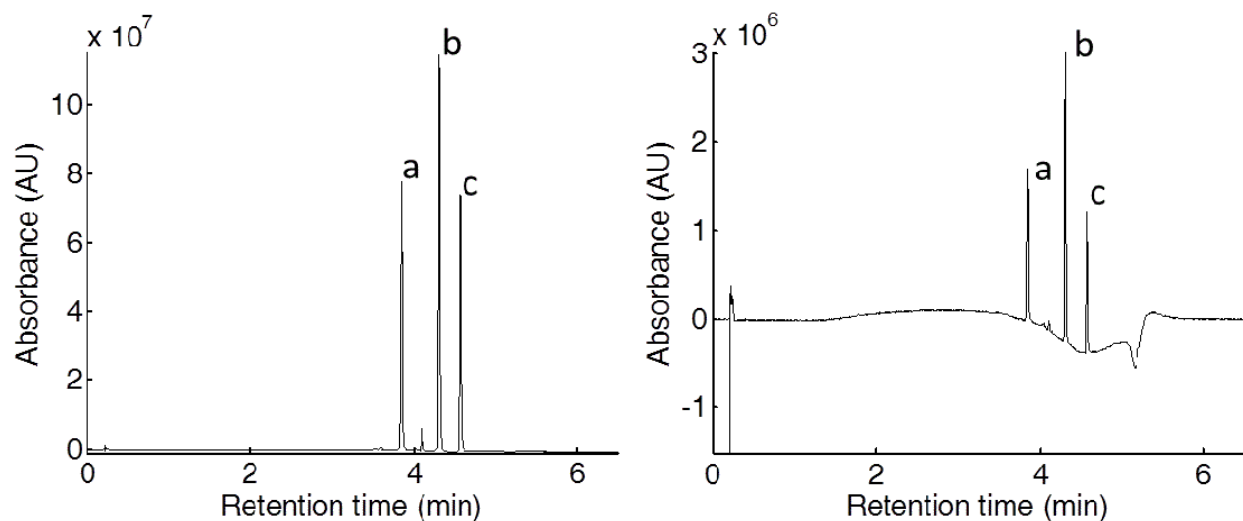 x 10^7
10
8
6
4
2
0
0 2 4 6
Absorbance (AU)
Retention time (min)
a
b
c
x 10^6
3
2
1
0
-1
0 2 4 6
Absorbance (AU)
Retention time (min)
a
b
c